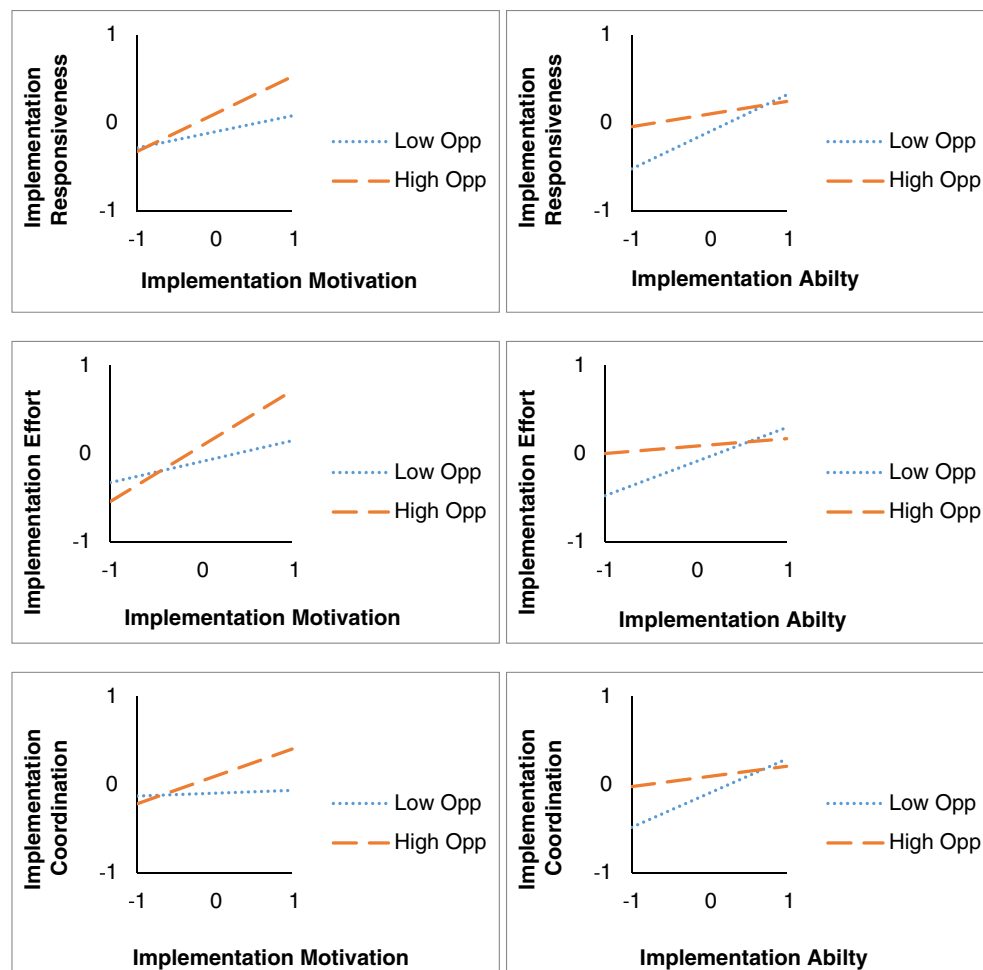 Implementation
Responsiveness
1
0
-1
-1 0 1
Implementation Motivation
Low Opp
High Opp
Implementation
Responsiveness
1
0
-1
-1 0 1
Implementation Abilty
Low Opp
High Opp
Implementation Effort
1
0
-1
-1 0 1
Implementation Motivation
Low Opp
High Opp
Implementation Effort
1
0
-1
-1 0 1
Implementation Abilty
Low Opp
High Opp
Implementation
Coordination
1
0
-1
-1 0 1
Implementation Motivation
Low Opp
High Opp
Implementation
Coordination
1
0
-1
-1 0 1
Implementation Abilty
Low Opp
High Opp